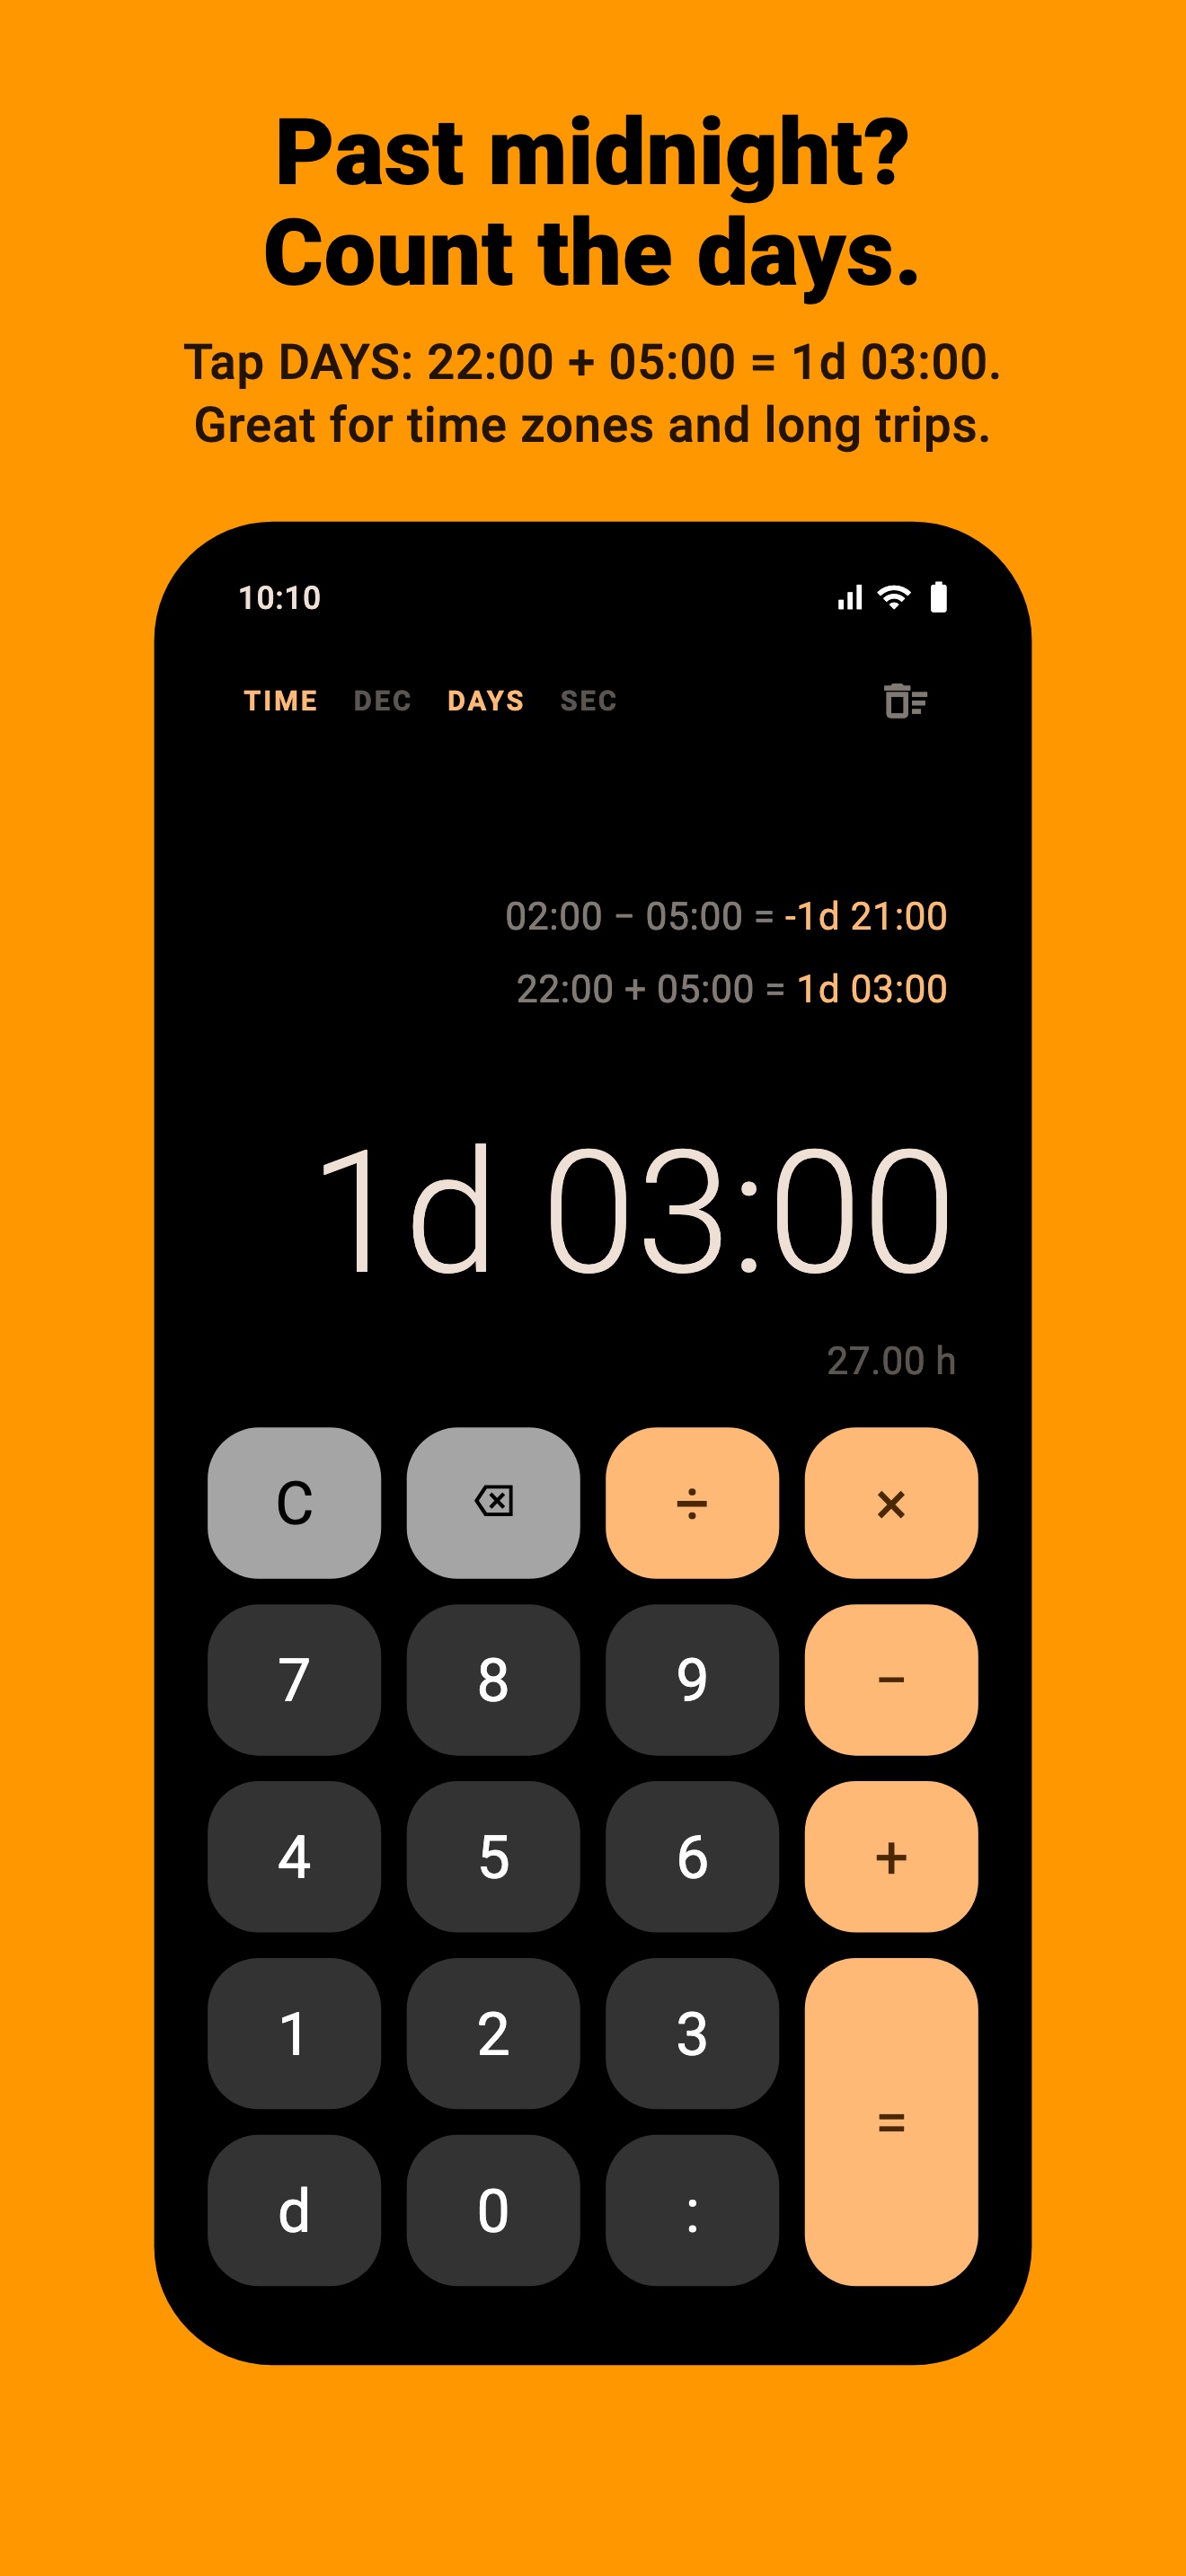 Past midnight?
Count the days.
Tap DAYS: 22:00 + 05:00 = 1d 03:00.
Great for time zones and long trips.
10:10
TIME DEC DAYS SEC
02:00 − 05:00 = -1d 21:00
22:00 + 05:00 = 1d 03:00
1d 03:00
27.00 h
C ÷ ×
7 8 9 −
4 5 6 +
1 2 3
=
d 0 :